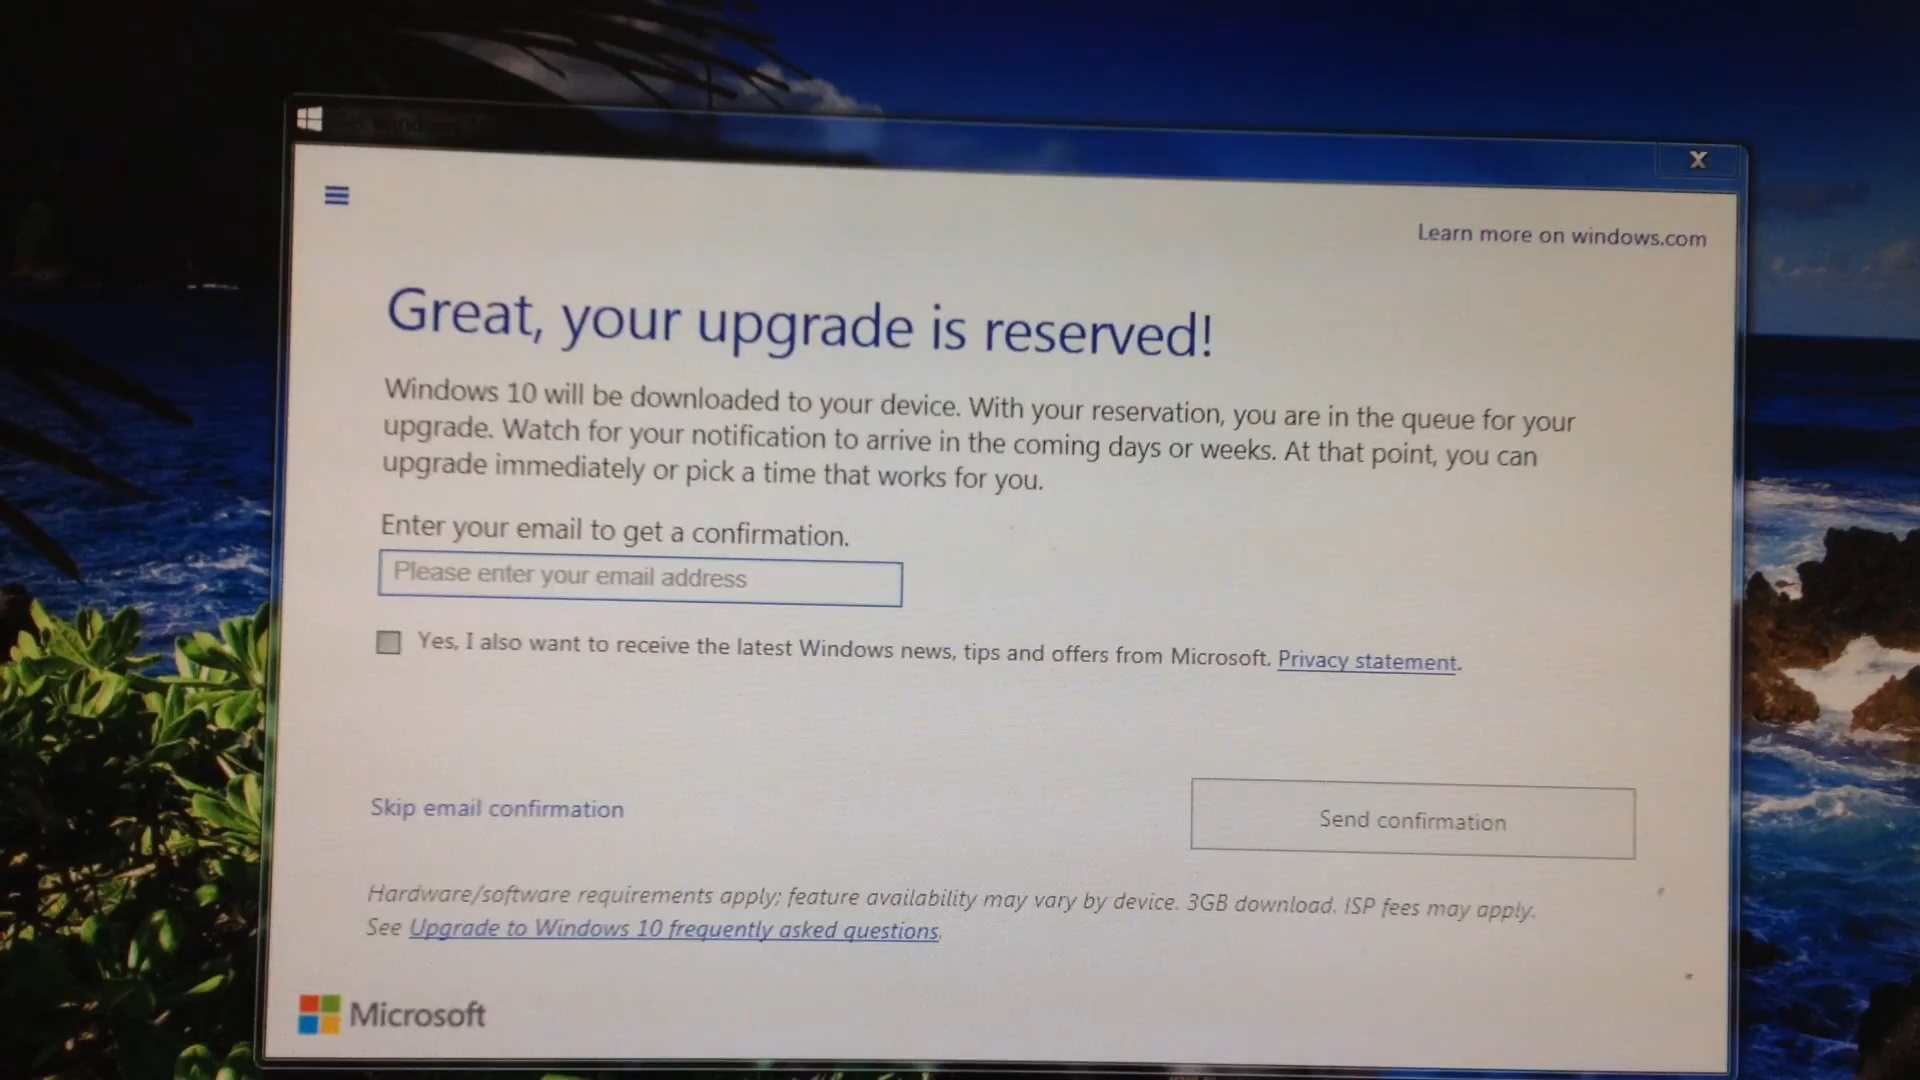 X
Learn more on windows.com
Great, your upgrade is reserved!
Windows 10 will be downloaded to your device. With your reservation, you are in the queue for your
upgrade. Watch for your notification to arrive in the coming days or weeks. At that point, you can
upgrade immediately or pick a time that works for you.
Enter your email to get a confirmation.
Please enter your email address
Yes, I also want to receive the latest Windows news, tips and offers from Microsoft. Privacy statement.
Skip email confirmation
Send confirmation
Hardware/software requirements apply; feature availability may vary by device. 3GB download. ISP fees may apply.
See Upgrade to Windows 10 frequently asked questions.
Microsoft